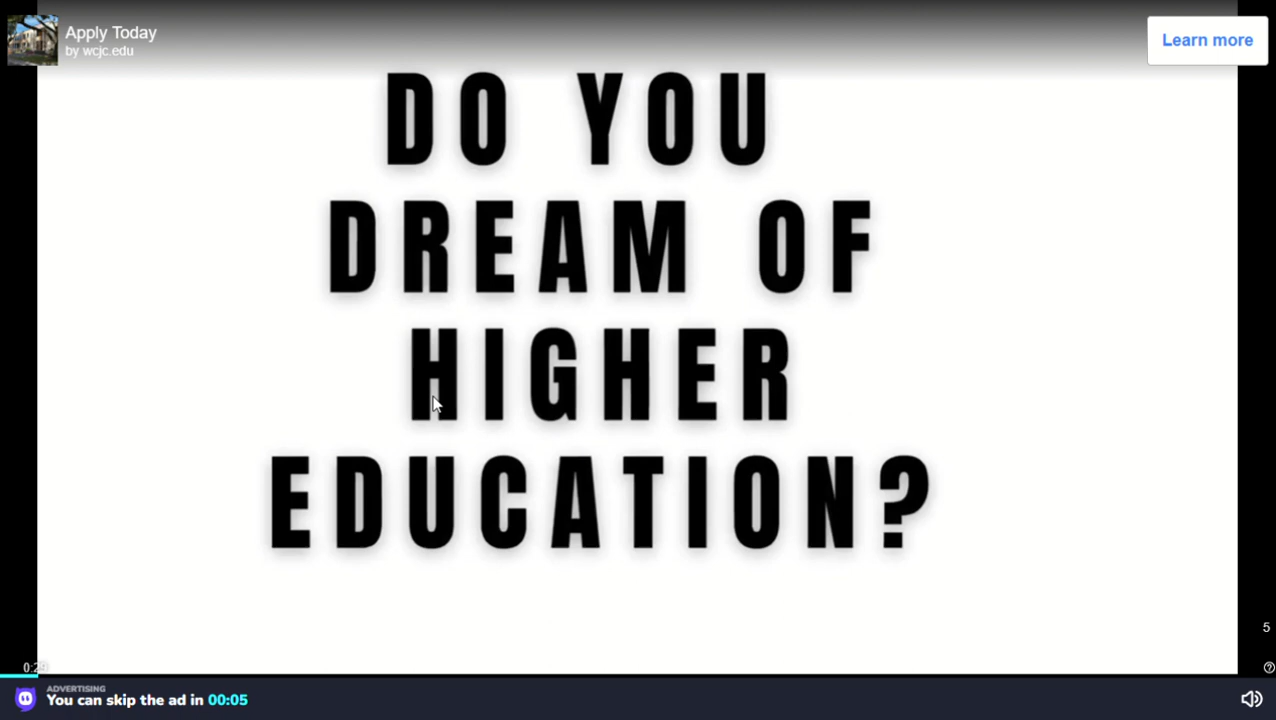 Apply Today
by wcjc.edu
Learn more
DO YOU
DREAM OF
HIGHER
EDUCATION?
5
ADVERTISING
You can skip the ad in 00:05